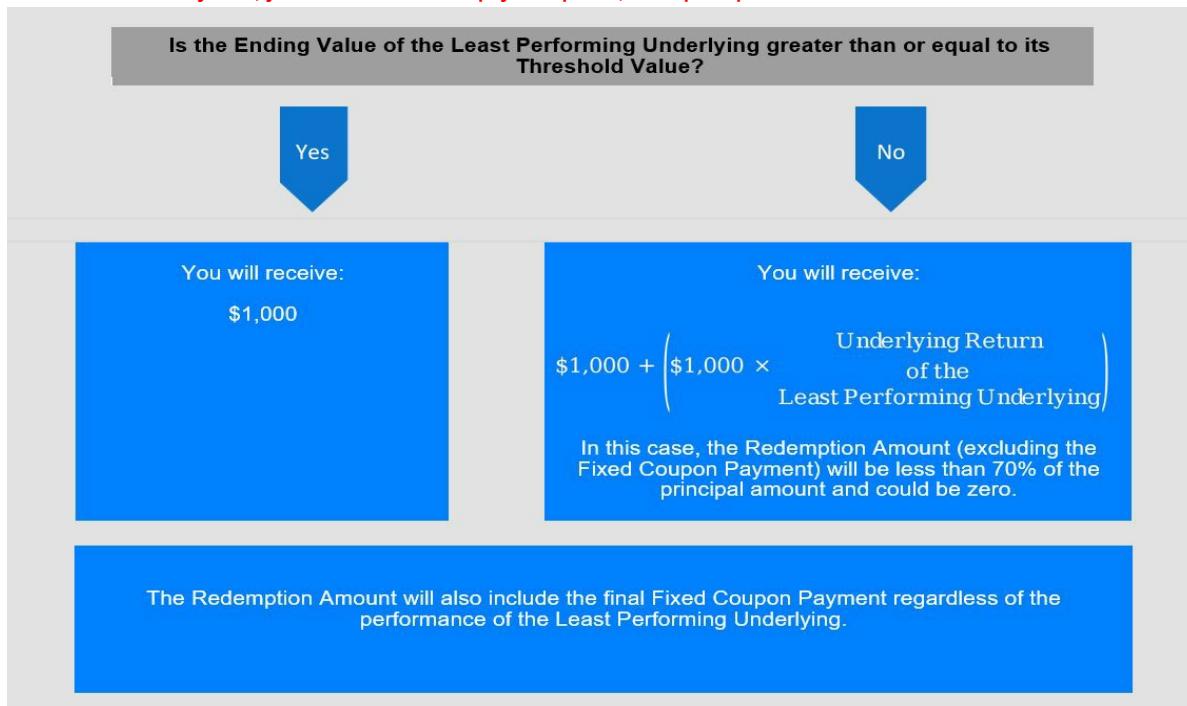 Is the Ending Value of the Least Performing Underlying greater than or equal to its
Threshold Value?
Yes
No
You will receive:
$1,000
You will receive:
$1,000 + ($1,000 × Underlying Return
of the
Least Performing Underlying)
In this case, the Redemption Amount (excluding the
Fixed Coupon Payment) will be less than 70% of the
principal amount and could be zero.
The Redemption Amount will also include the final Fixed Coupon Payment regardless of the
performance of the Least Performing Underlying.